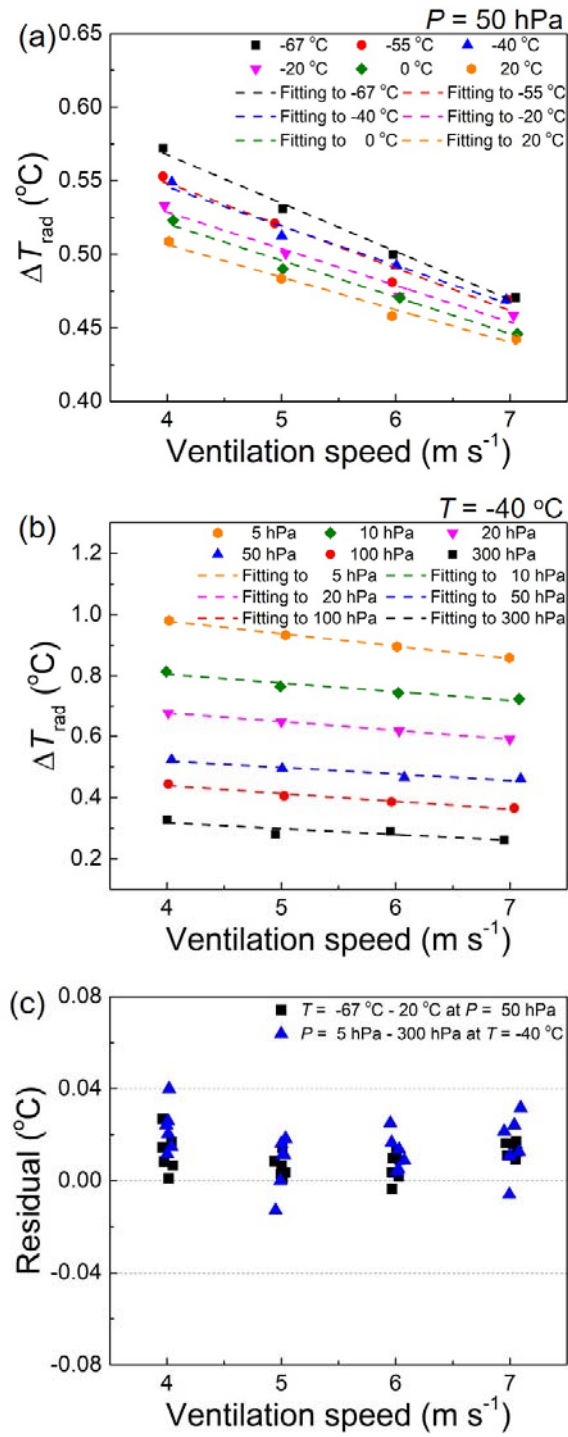 (a) P = 50 hPa
-67 °C -55 °C -40 °C
-20 °C 0 °C 20 °C
Fitting to -67 °C Fitting to -55 °C
Fitting to -40 °C Fitting to -20 °C
Fitting to 0 °C Fitting to 20 °C
0.65
0.60
0.55
0.50
0.45
0.40
ΔT_rad (°C)
4 5 6 7
Ventilation speed (m s⁻¹)
(b) T = -40 °C
5 hPa 10 hPa 20 hPa
50 hPa 100 hPa 300 hPa
Fitting to 5 hPa Fitting to 10 hPa
Fitting to 20 hPa Fitting to 50 hPa
Fitting to 100 hPa Fitting to 300 hPa
1.2
1.0
0.8
0.6
0.4
0.2
ΔT_rad (°C)
4 5 6 7
Ventilation speed (m s⁻¹)
(c)
T = -67 °C - 20 °C at P = 50 hPa
P = 5 hPa - 300 hPa at T = -40 °C
0.08
0.04
0.00
-0.04
-0.08
Residual (°C)
4 5 6 7
Ventilation speed (m s⁻¹)